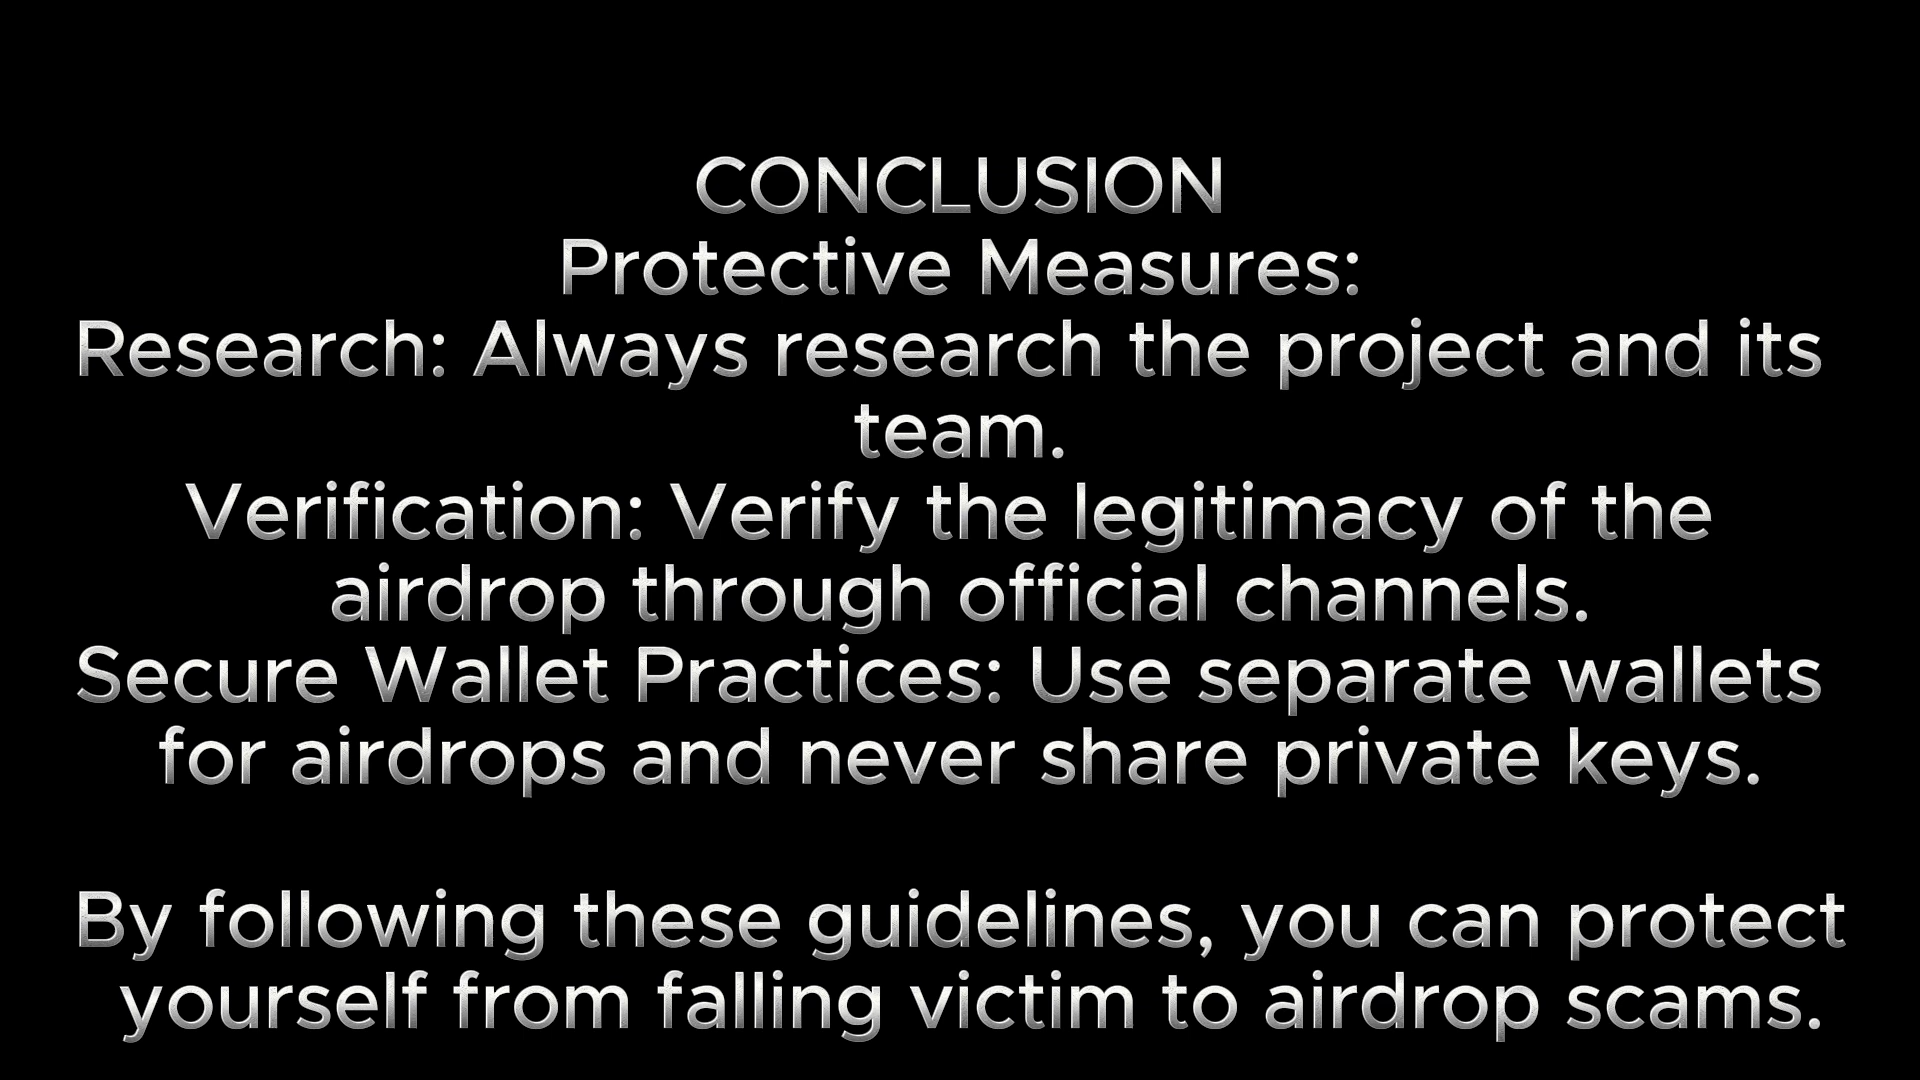 CONCLUSION
Protective Measures:
Research: Always research the project and its
team.
Verification: Verify the legitimacy of the
airdrop through official channels.
Secure Wallet Practices: Use separate wallets
for airdrops and never share private keys.
By following these guidelines, you can protect
yourself from falling victim to airdrop scams.